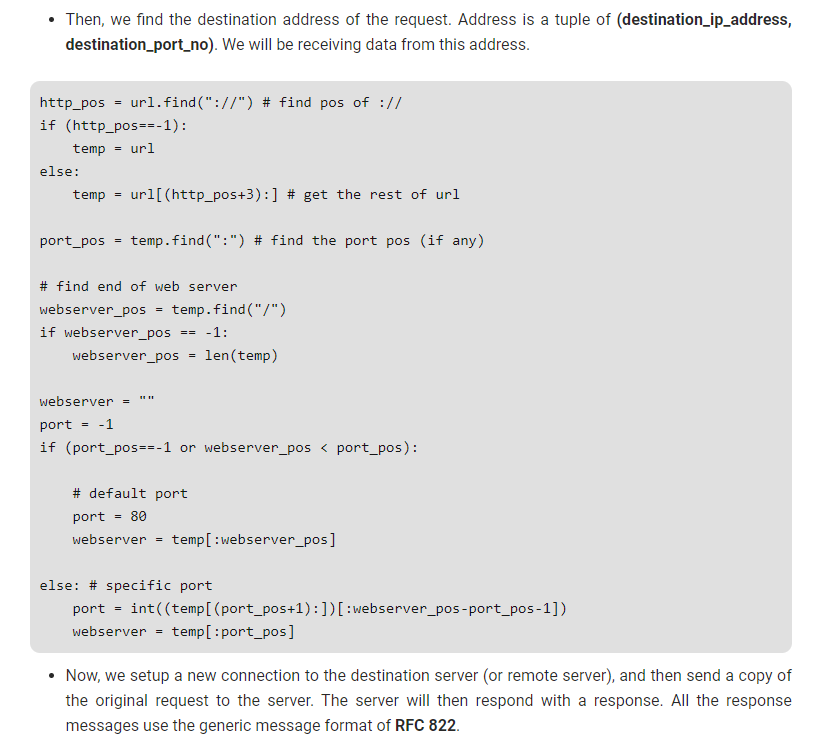 • Then, we find the destination address of the request. Address is a tuple of (destination_ip_address,
destination_port_no). We will be receiving data from this address.
http_pos = url.find("://") # find pos of ://
if (http_pos==-1):
    temp = url
else:
    temp = url[(http_pos+3):] # get the rest of url

port_pos = temp.find(":") # find the port pos (if any)

# find end of web server
webserver_pos = temp.find("/")
if webserver_pos == -1:
    webserver_pos = len(temp)

webserver = ""
port = -1
if (port_pos==-1 or webserver_pos < port_pos):

    # default port
    port = 80
    webserver = temp[:webserver_pos]

else: # specific port
    port = int((temp[(port_pos+1):])[:webserver_pos-port_pos-1])
    webserver = temp[:port_pos]
• Now, we setup a new connection to the destination server (or remote server), and then send a copy of
the original request to the server. The server will then respond with a response. All the response
messages use the generic message format of RFC 822.